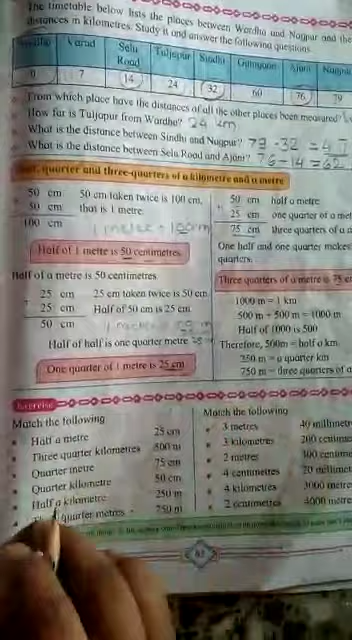 The timetable below lists the places between Wardha and Nagpur and the
distances in kilometres. Study it and answer the following questions.
Wardha Varad Selu Road Tuljapur Sindhi Gumgaon Ajani Nagpur
0 7 14 24 32 60 76 79
From which place have the distances of all the other places been measured?
How far is Tuljapur from Wardha? 24 km
What is the distance between Sindhi and Nagpur? 79 - 32 = 47
What is the distance between Selu Road and Ajani? 76 - 14 = 62
quarter and three-quarters of a kilometre and a metre
50 cm 50 cm taken twice is 100 cm,
+ 50 cm that is 1 metre.
100 cm 1 metre = 100 cm
Half of 1 metre is 50 centimetres.
Half of a metre is 50 centimetres.
25 cm 25 cm taken twice is 50 cm.
+ 25 cm Half of 50 cm is 25 cm.
50 cm
Half of half is one quarter metre
One quarter of 1 metre is 25 cm.
50 cm half a metre
+ 25 cm one quarter of a
75 cm three quarters of a
One half and one quarter makes
quarters.
Three quarters of a metre is 75
1000 m = 1 km
500 m + 500 m = 1000 m
Half of 1000 is 500
Therefore, 500m = half a km.
250 m = a quarter km
750 m = three quarters of a
Exercise
Match the following
Half a metre 25 cm
Three quarter kilometres 500 m
Quarter metre 75 cm
Quarter kilometre 50 cm
Half a kilometre 250 m
quarter metres 750 m
Match the following
3 metres 40
3 kilometres 200
2 metres 300
4 centimetres 20
4 kilometres 3000 metre
2 centimetres 4000 metre